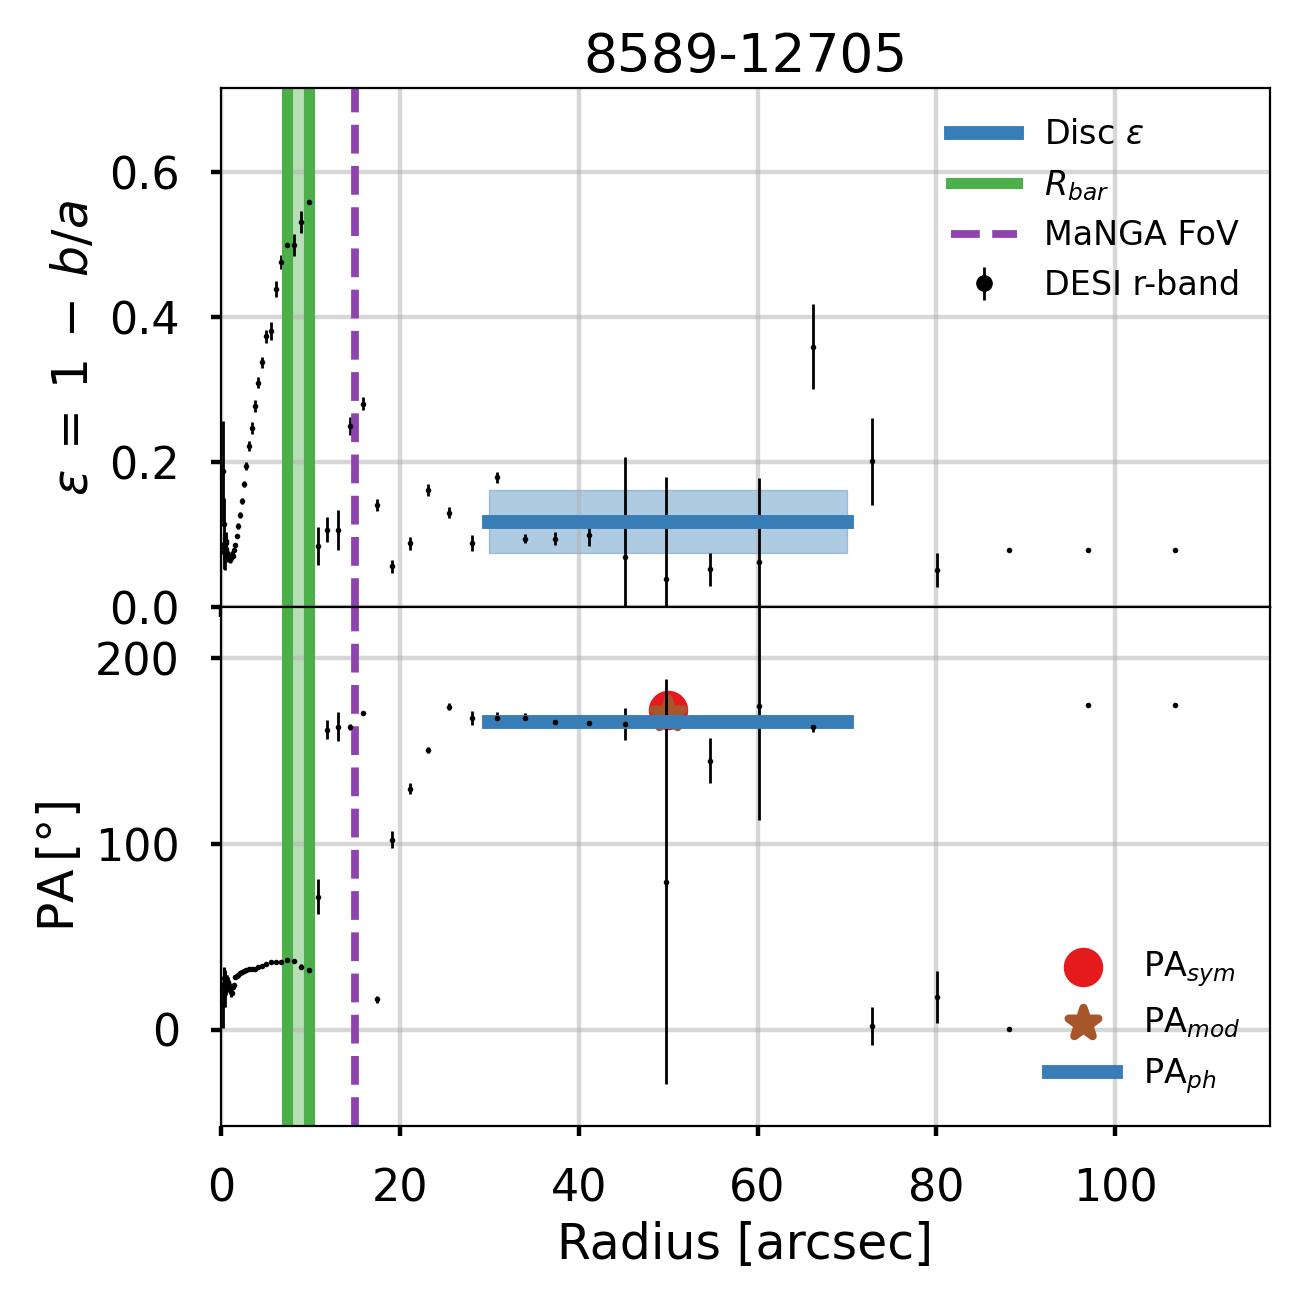 8589-12705
ε = 1 − b/a
0.6
0.4
0.2
0.0
Disc ε
R_bar
MaNGA FoV
DESI r-band
PA [°]
200
100
0
PA_sym
PA_mod
PA_ph
0 20 40 60 80 100
Radius [arcsec]